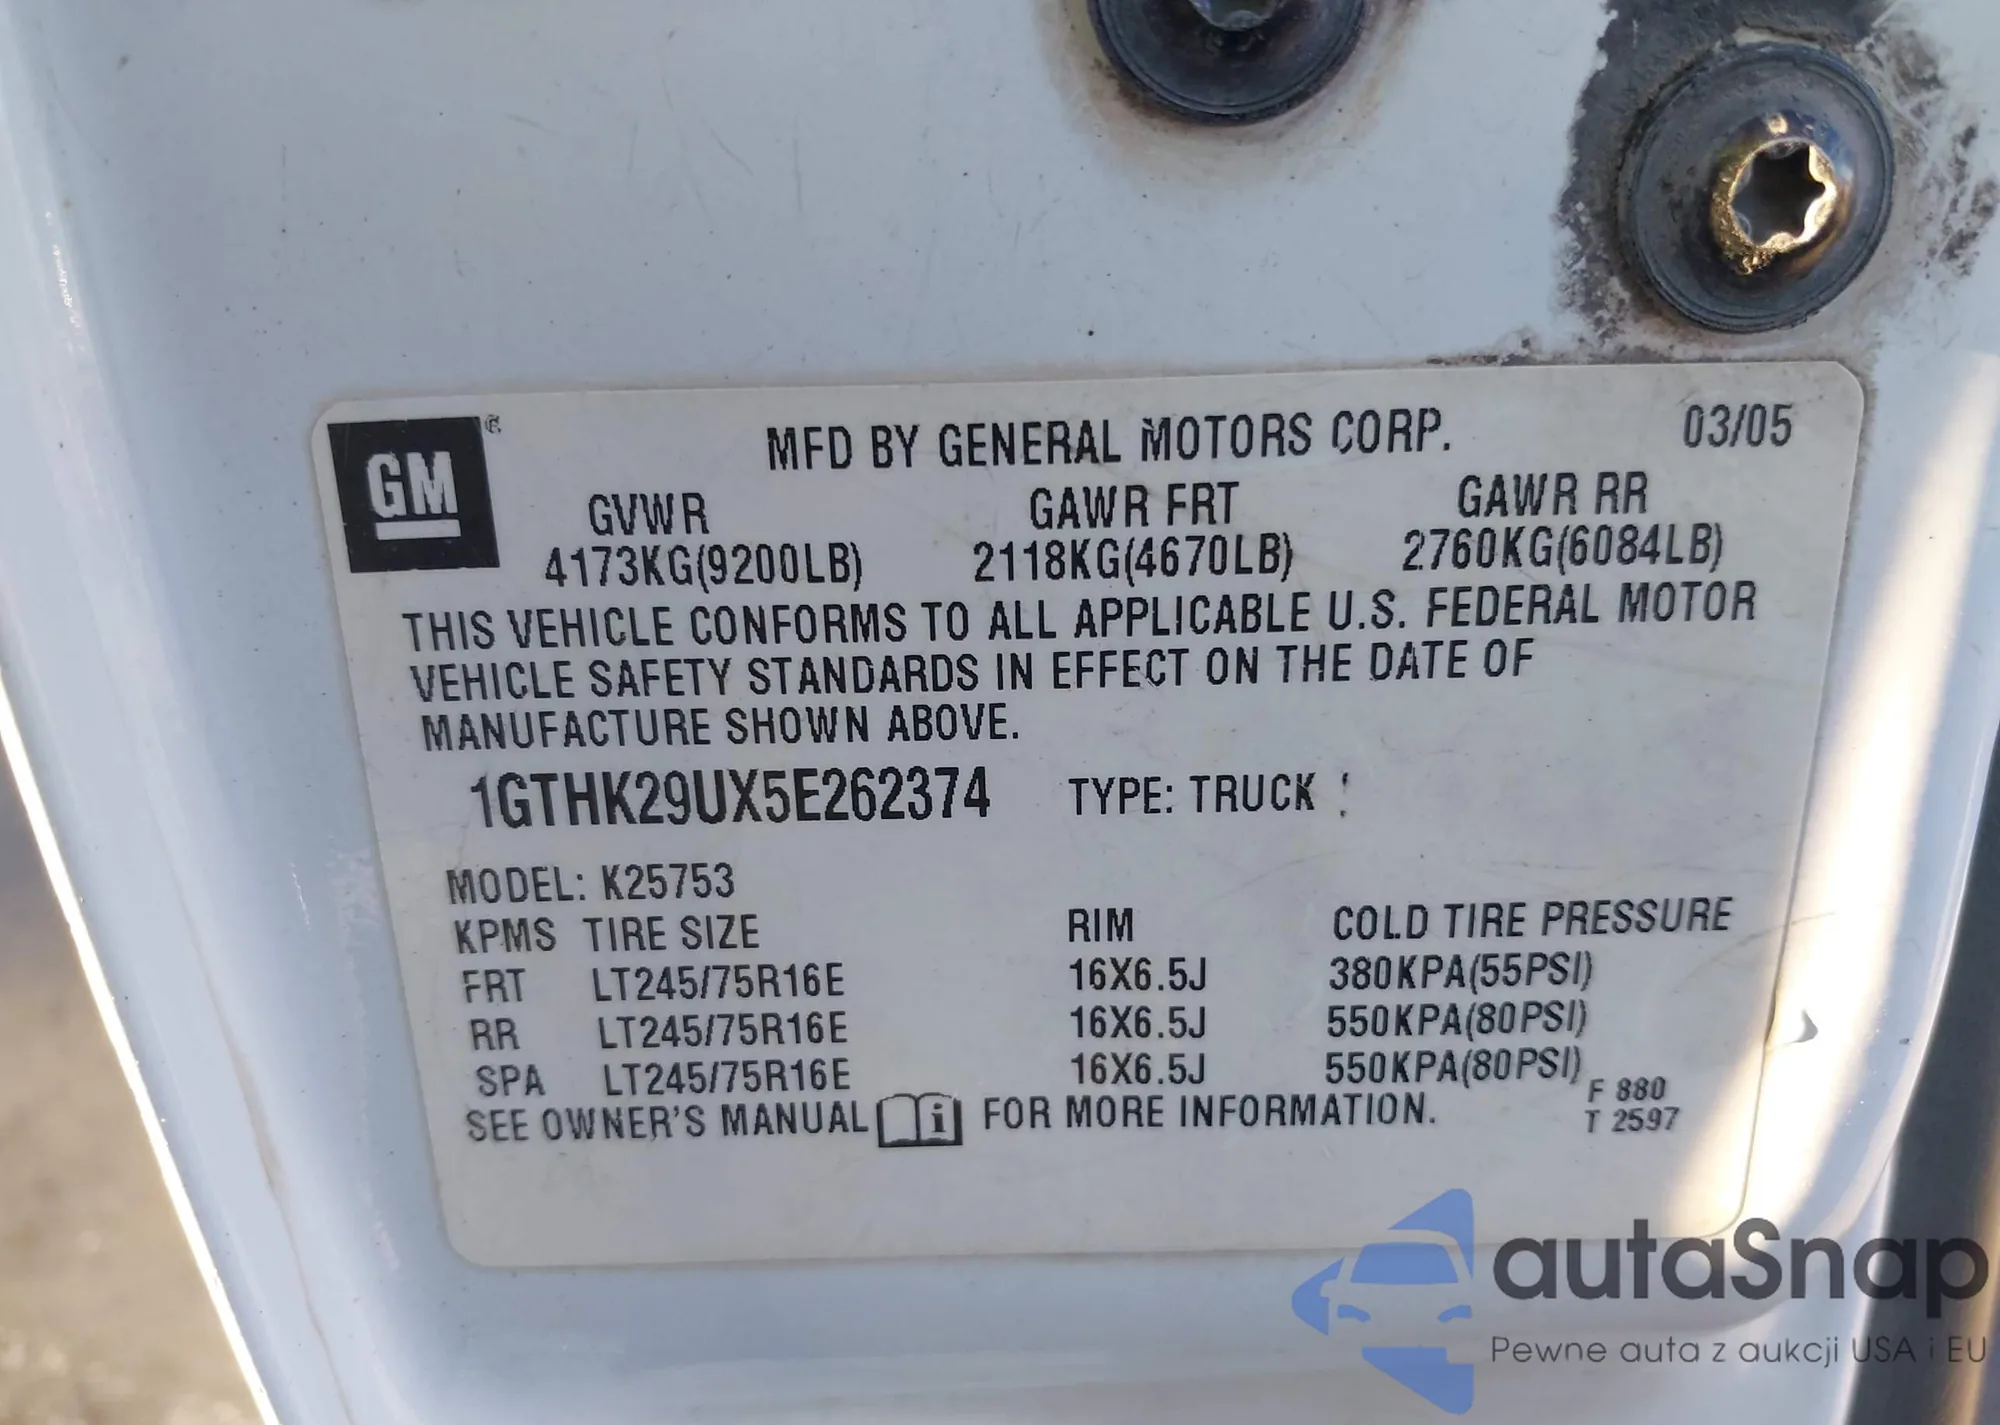 GM
MFD BY GENERAL MOTORS CORP. 03/05
GVWR GAWR FRT GAWR RR
4173KG(9200LB) 2118KG(4670LB) 2760KG(6084LB)
THIS VEHICLE CONFORMS TO ALL APPLICABLE U.S. FEDERAL MOTOR
VEHICLE SAFETY STANDARDS IN EFFECT ON THE DATE OF
MANUFACTURE SHOWN ABOVE.
1GTHK29UX5E262374 TYPE: TRUCK
MODEL: K25753
KPMS TIRE SIZE RIM COLD TIRE PRESSURE
FRT LT245/75R16E 16X6.5J 380KPA(55PSI)
RR LT245/75R16E 16X6.5J 550KPA(80PSI)
SPA LT245/75R16E 16X6.5J 550KPA(80PSI)
SEE OWNER'S MANUAL i FOR MORE INFORMATION.
F 880
T 2597
autaSnap
Pewne auta z aukcji USA i EU